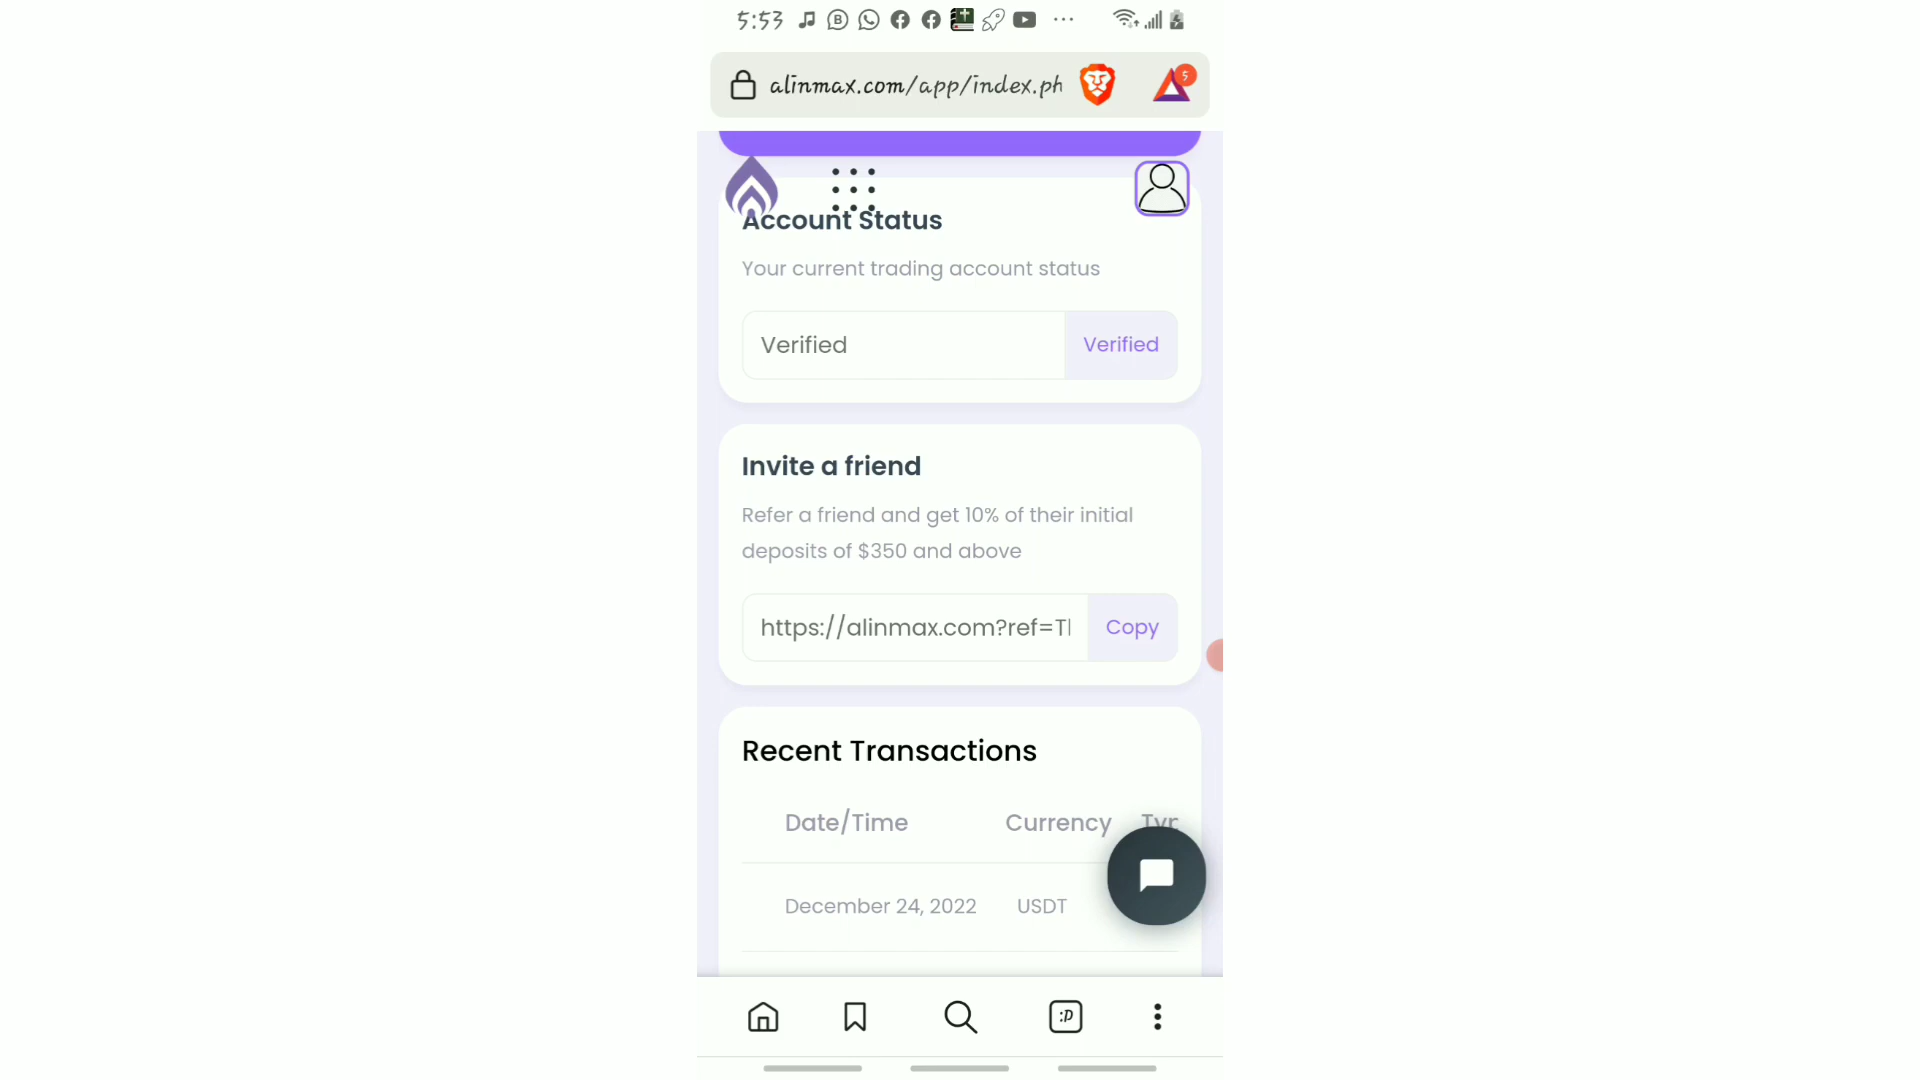 5:53
alinmax.com/app/index.ph
5
Account Status
Your current trading account status
Verified
Verified
Invite a friend
Refer a friend and get 10% of their initial
deposits of $350 and above
https://alinmax.com?ref=T
Copy
Recent Transactions
Date/Time Currency
December 24, 2022 USDT
:D